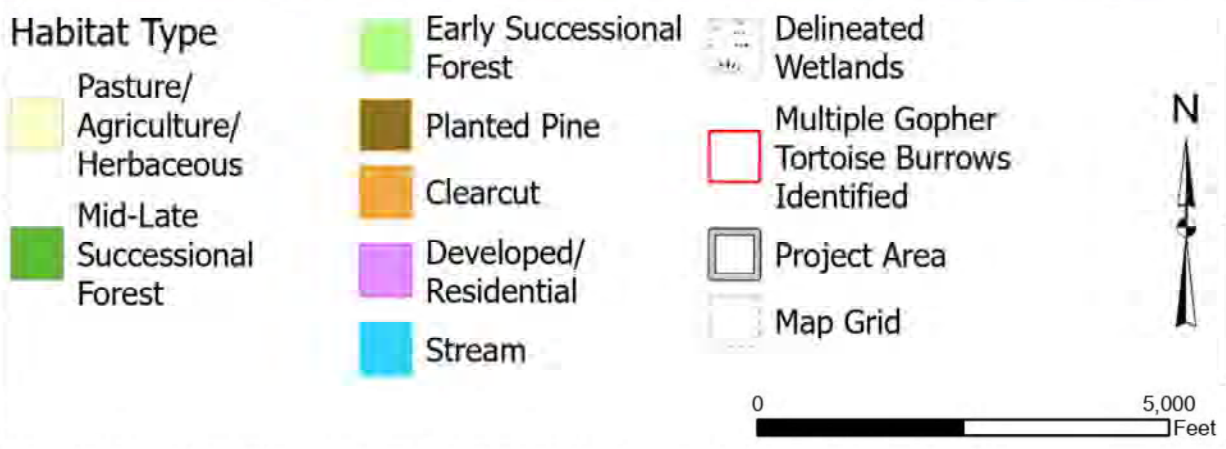 Habitat Type
Pasture/
Agriculture/
Herbaceous
Mid-Late
Successional
Forest
Early Successional
Forest
Planted Pine
Clearcut
Developed/
Residential
Stream
Delineated
Wetlands
Multiple Gopher
Tortoise Burrows
Identified
Project Area
Map Grid
N
0 5,000
Feet